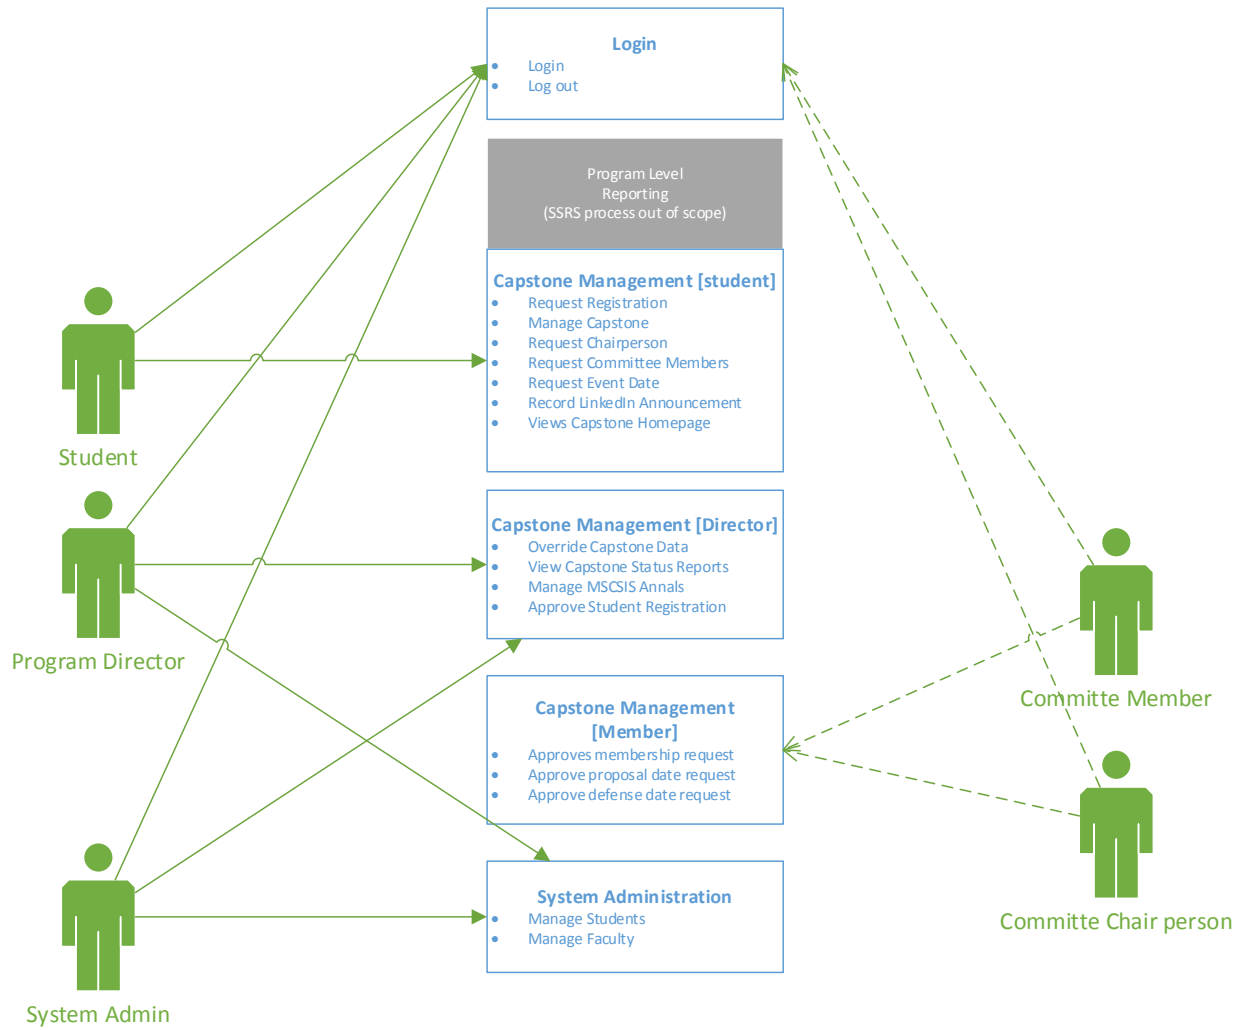 Login
• Login
• Log out
Program Level
Reporting
(SSRS process out of scope)
Capstone Management [student]
• Request Registration
• Manage Capstone
• Request Chairperson
• Request Committee Members
• Request Event Date
• Record LinkedIn Announcement
• Views Capstone Homepage
Student
Capstone Management [Director]
• Override Capstone Data
• View Capstone Status Reports
• Manage MSCSIS Annals
• Approve Student Registration
Program Director
Capstone Management
[Member]
• Approves membership request
• Approve proposal date request
• Approve defense date request
Committe Member
System Administration
• Manage Students
• Manage Faculty
Committe Chair person
System Admin